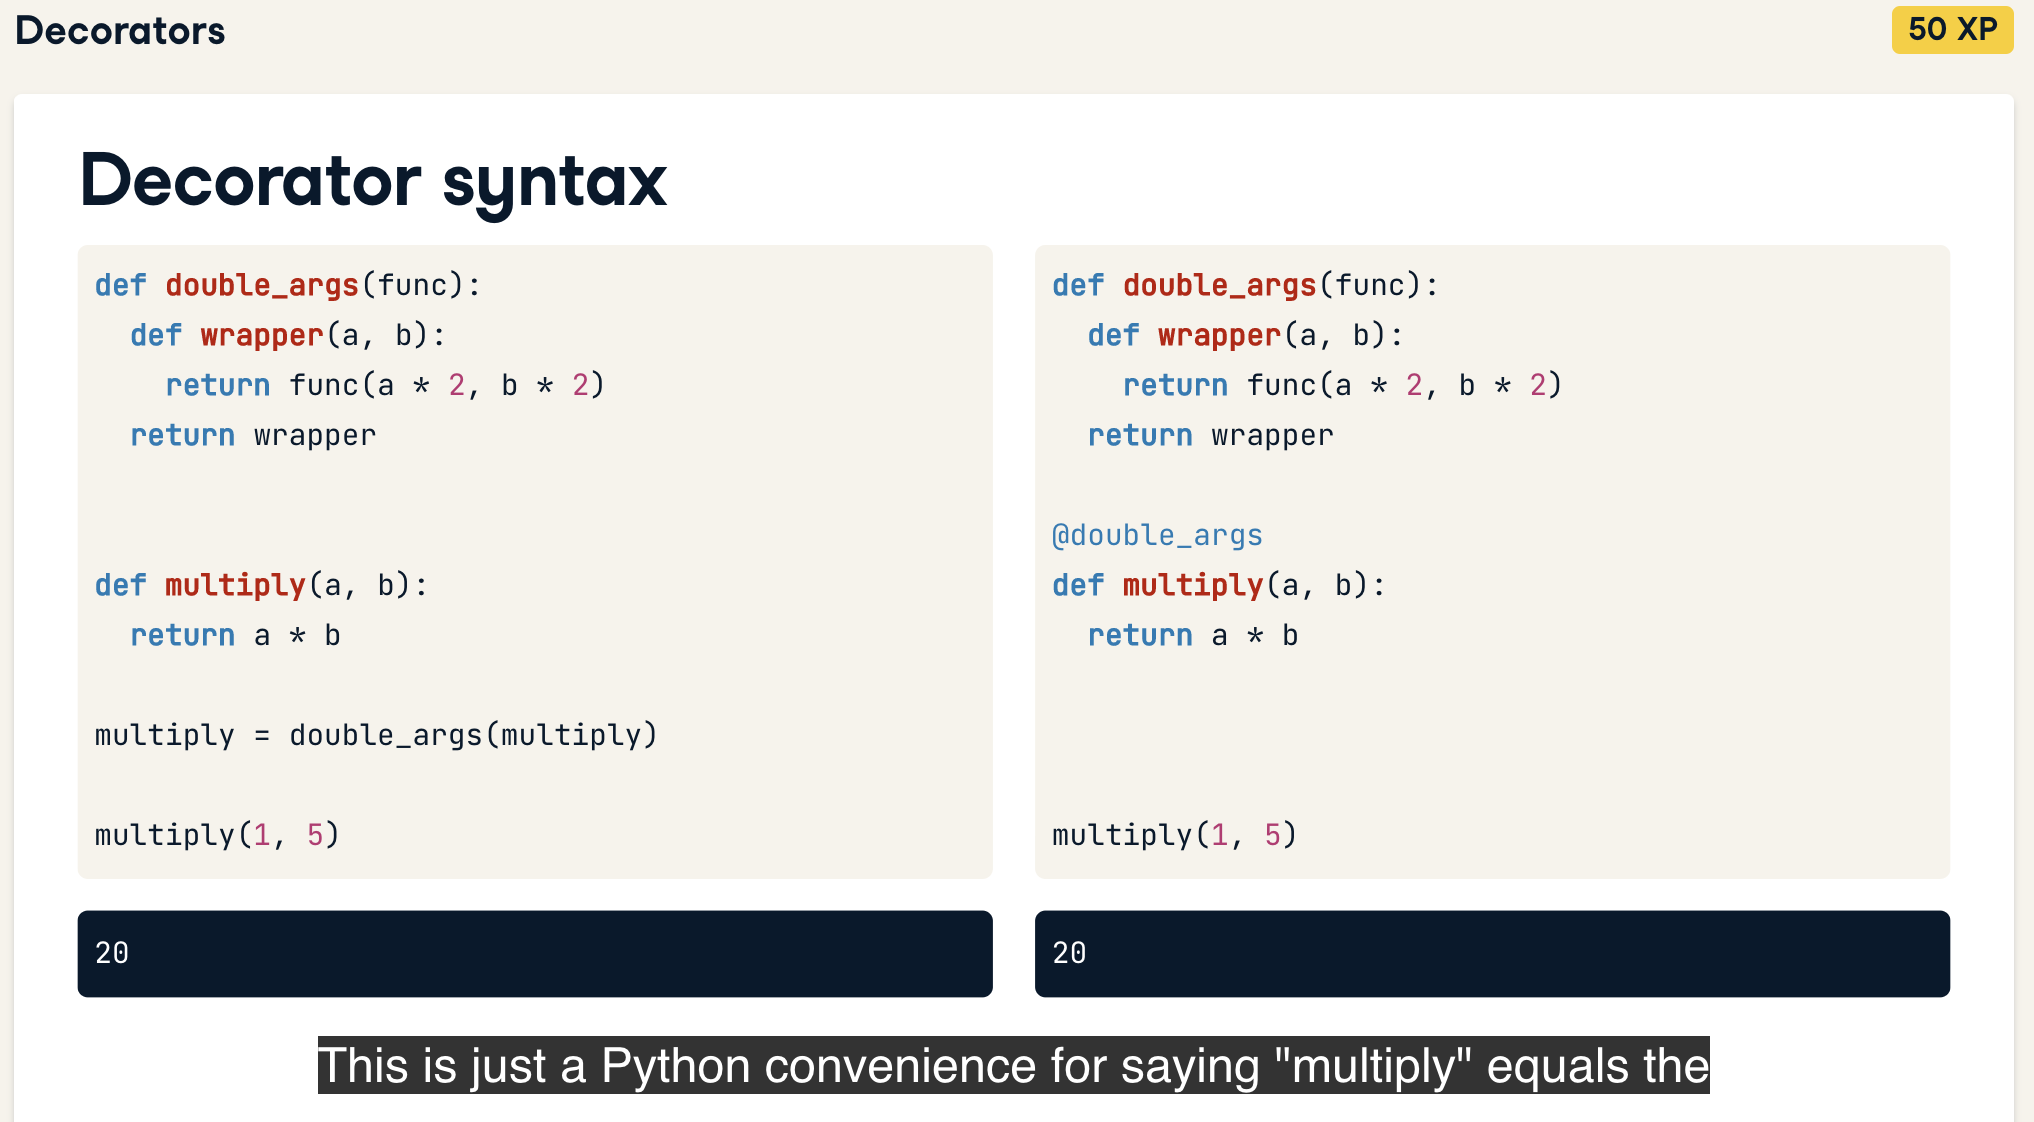 Decorators
50 XP
Decorator syntax
def double_args(func):
  def wrapper(a, b):
    return func(a * 2, b * 2)
  return wrapper
def multiply(a, b):
  return a * b
multiply = double_args(multiply)
multiply(1, 5)
20
def double_args(func):
  def wrapper(a, b):
    return func(a * 2, b * 2)
  return wrapper
@double_args
def multiply(a, b):
  return a * b
multiply(1, 5)
20
This is just a Python convenience for saying "multiply" equals the